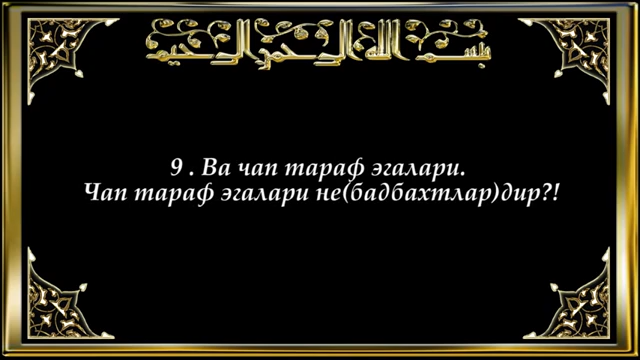 بسم الله الرحمن الرحيم
9 . Ва чап тараф эгалари.
Чап тараф эгалари не(бадбахтлар)дир?!